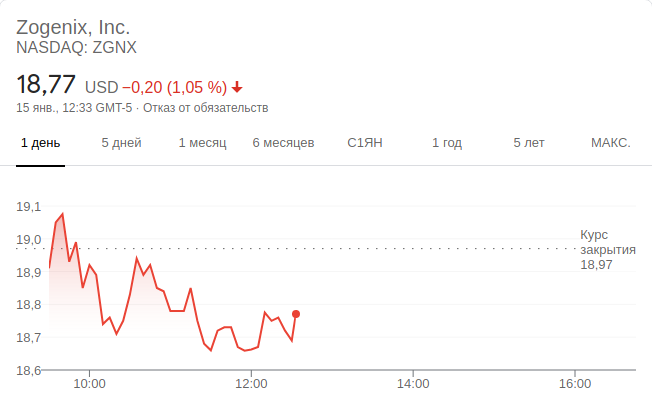 Zogenix, Inc.
NASDAQ: ZGNX
18,77 USD −0,20 (1,05 %)
15 янв., 12:33 GMT-5 · Отказ от обязательств
1 день 5 дней 1 месяц 6 месяцев С1ЯН 1 год 5 лет МАКС.
19,1
19,0
Курс
закрытия
18,97
18,9
18,8
18,7
18,6
10:00 12:00 14:00 16:00